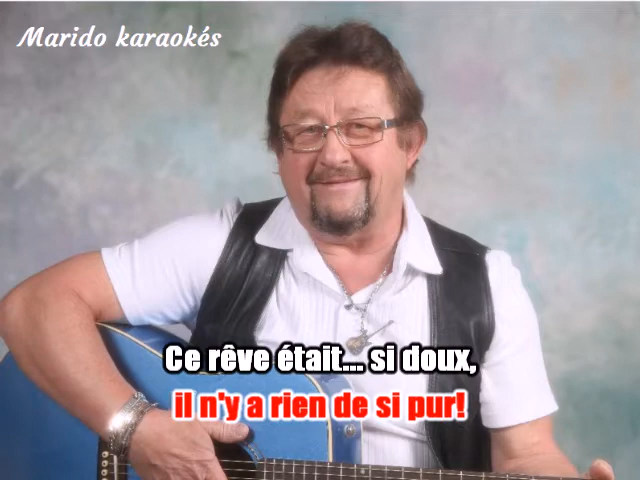 Marido karaokés
Ce rêve était... si doux,
il n'y a rien de si pur!